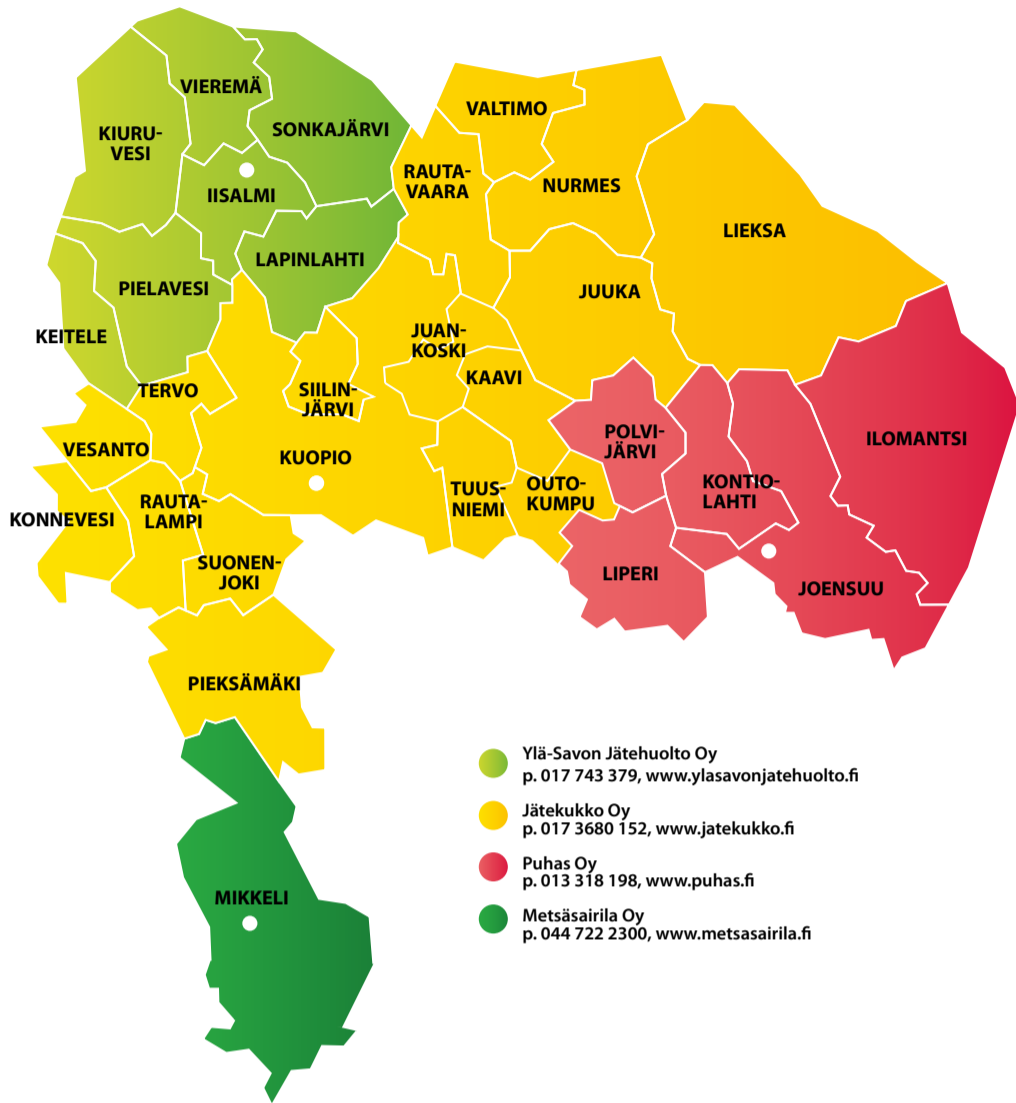 VIEREMÄ
KIURU-
VESI
SONKAJÄRVI
IISALMI
LAPINLAHTI
PIELAVESI
KEITELE
VALTIMO
RAUTA-
VAARA
NURMES
LIEKSA
JUUKA
JUAN-
KOSKI
KAAVI
TERVO
SIILIN-
JÄRVI
VESANTO
KUOPIO
KONNEVESI
RAUTA-
LAMPI
SUONEN-
JOKI
TUUS-
NIEMI
OUTO-
KUMPU
POLVI-
JÄRVI
KONTIO-
LAHTI
ILOMANTSI
LIPERI
JOENSUU
PIEKSÄMÄKI
MIKKELI
Ylä-Savon Jätehuolto Oy
p. 017 743 379, www.ylasavonjatehuolto.fi
Jätekukko Oy
p. 017 3680 152, www.jatekukko.fi
Puhas Oy
p. 013 318 198, www.puhas.fi
Metsäsairila Oy
p. 044 722 2300, www.metsasairila.fi